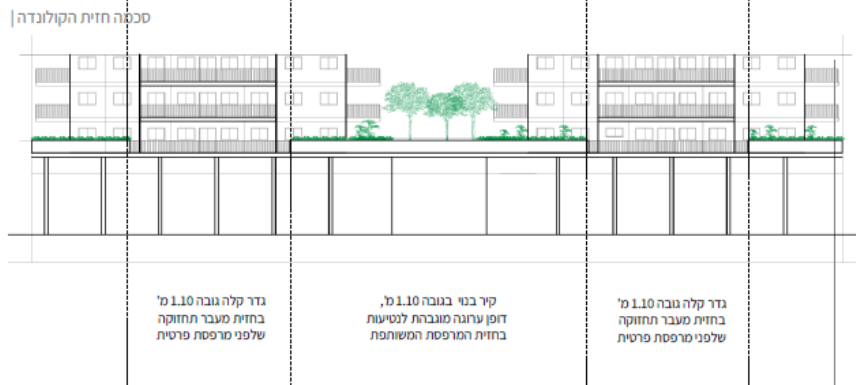 סכמה חזית הקולונדה |
גדר קלה גובה 1.10 מ'
בחזית מעבר תחזוקה
שלפני מרפסת פרטית
קיר בנוי בגובה 1.10 מ',
דופן ערוגה מוגבהת לנטיעות
בחזית המרפסת המשותפת
גדר קלה גובה 1.10 מ'
בחזית מעבר תחזוקה
שלפני מרפסת פרטית